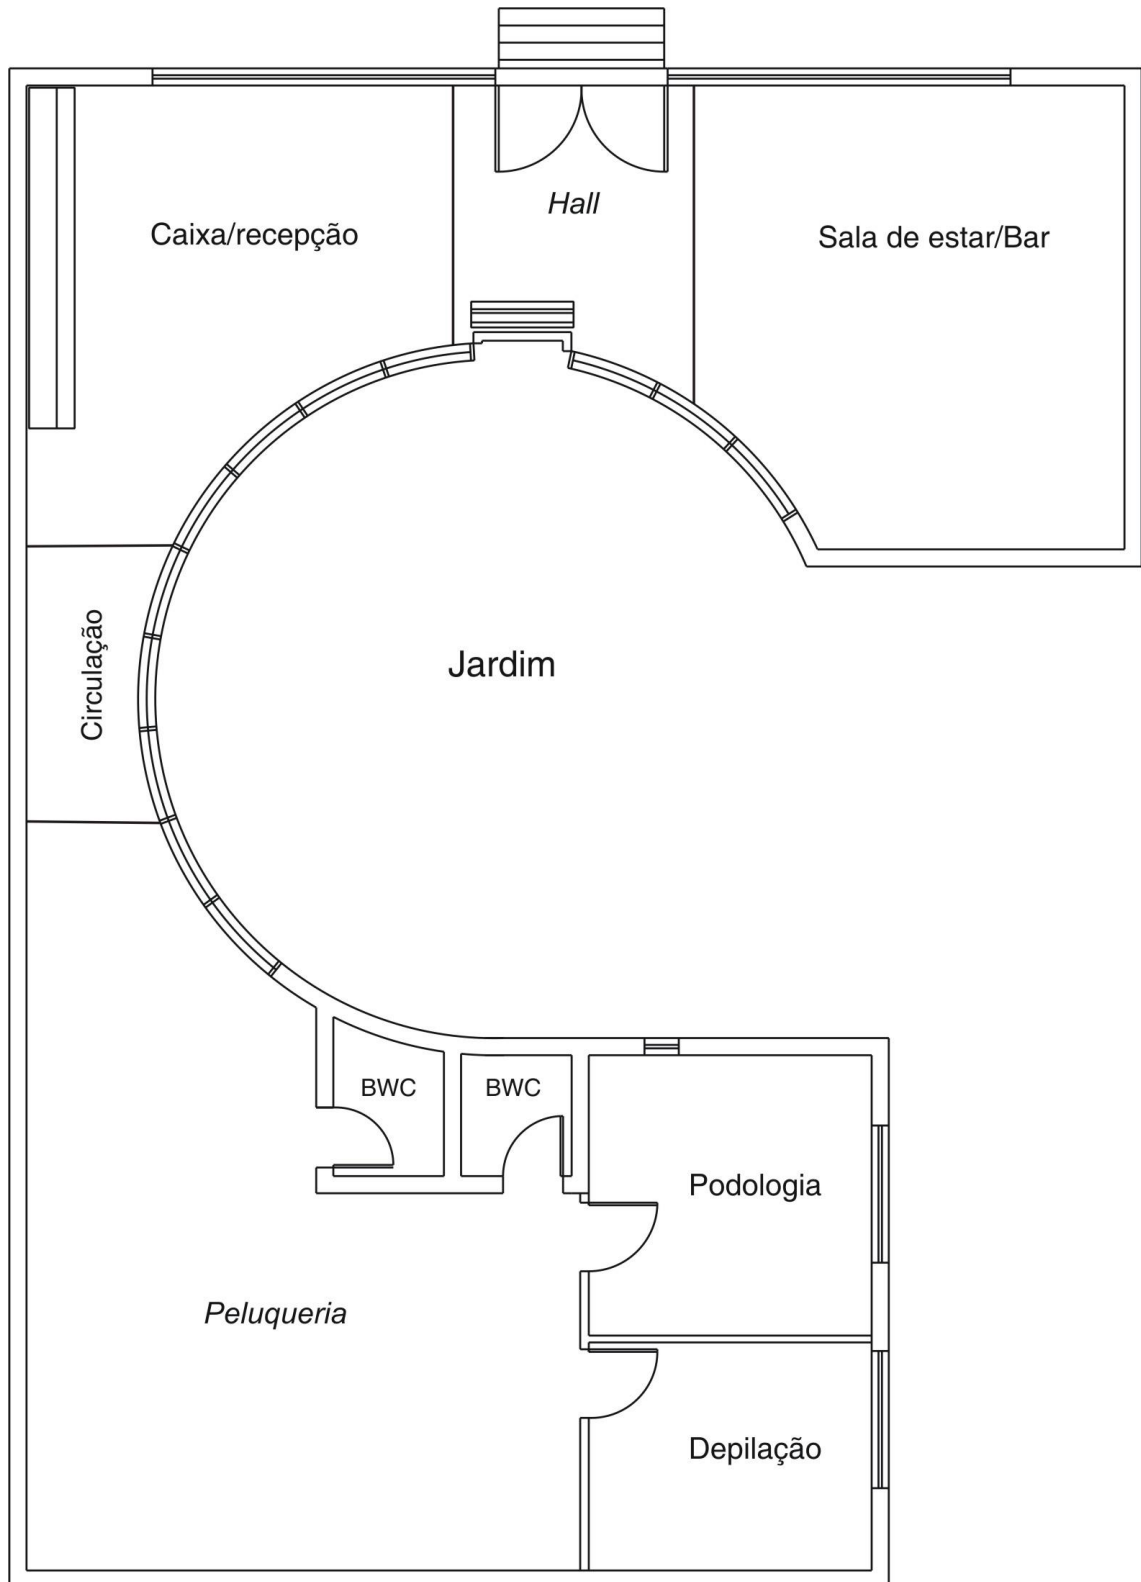 Hall
Caixa/recepção
Sala de estar/Bar
Circulação
Jardim
BWC
BWC
Podologia
Peluqueria
Depilação